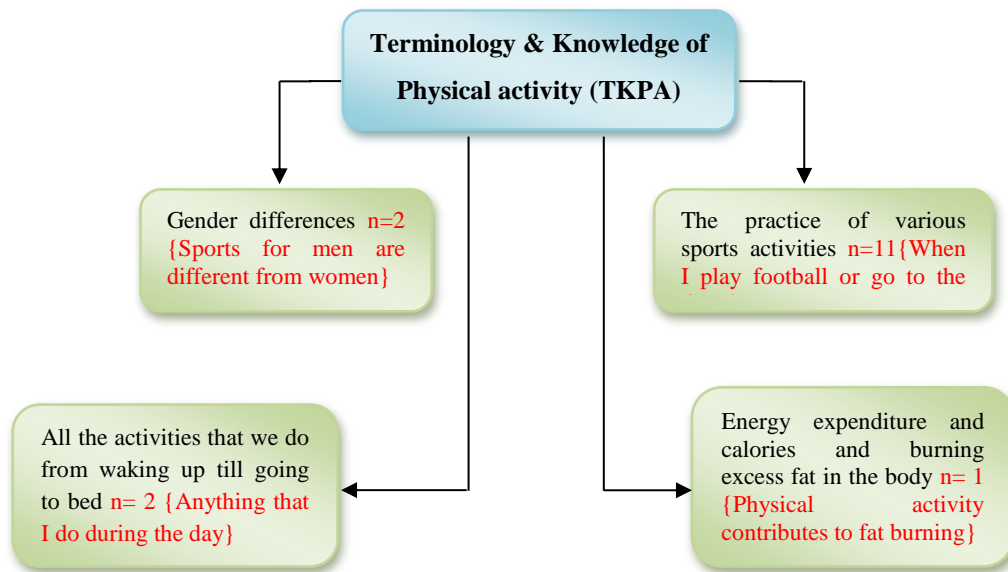 Terminology & Knowledge of
Physical activity (TKPA)
Gender differences n=2
{Sports for men are
different from women}
The practice of various
sports activities n=11{When
I play football or go to the
All the activities that we do
from waking up till going
to bed n= 2 {Anything that
I do during the day}
Energy expenditure and
calories and burning
excess fat in the body n= 1
{Physical activity
contributes to fat burning}